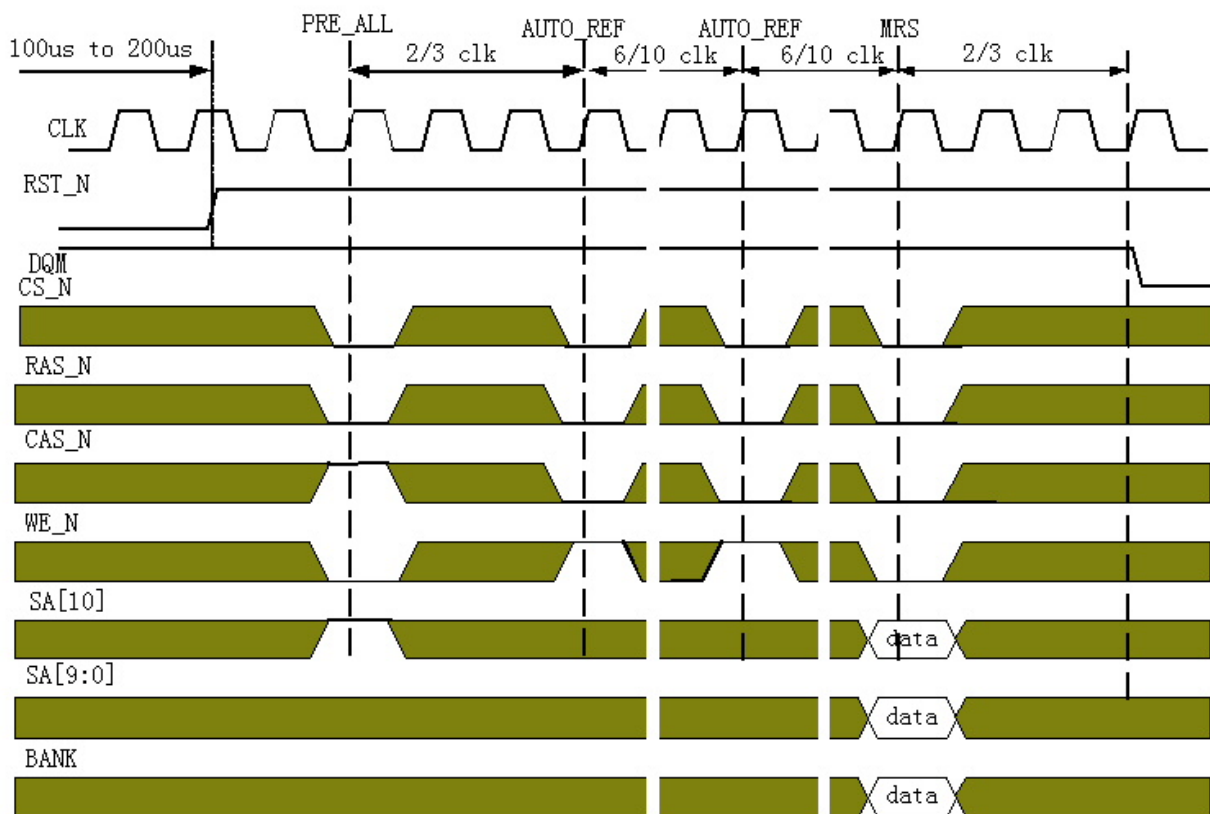 PRE_ALL AUTO_REF AUTO_REF MRS
100us to 200us 2/3 clk 6/10 clk 6/10 clk 2/3 clk
CLK
RST_N
DQM
CS_N
RAS_N
CAS_N
WE_N
SA[10]
data
SA[9:0]
data
BANK
data